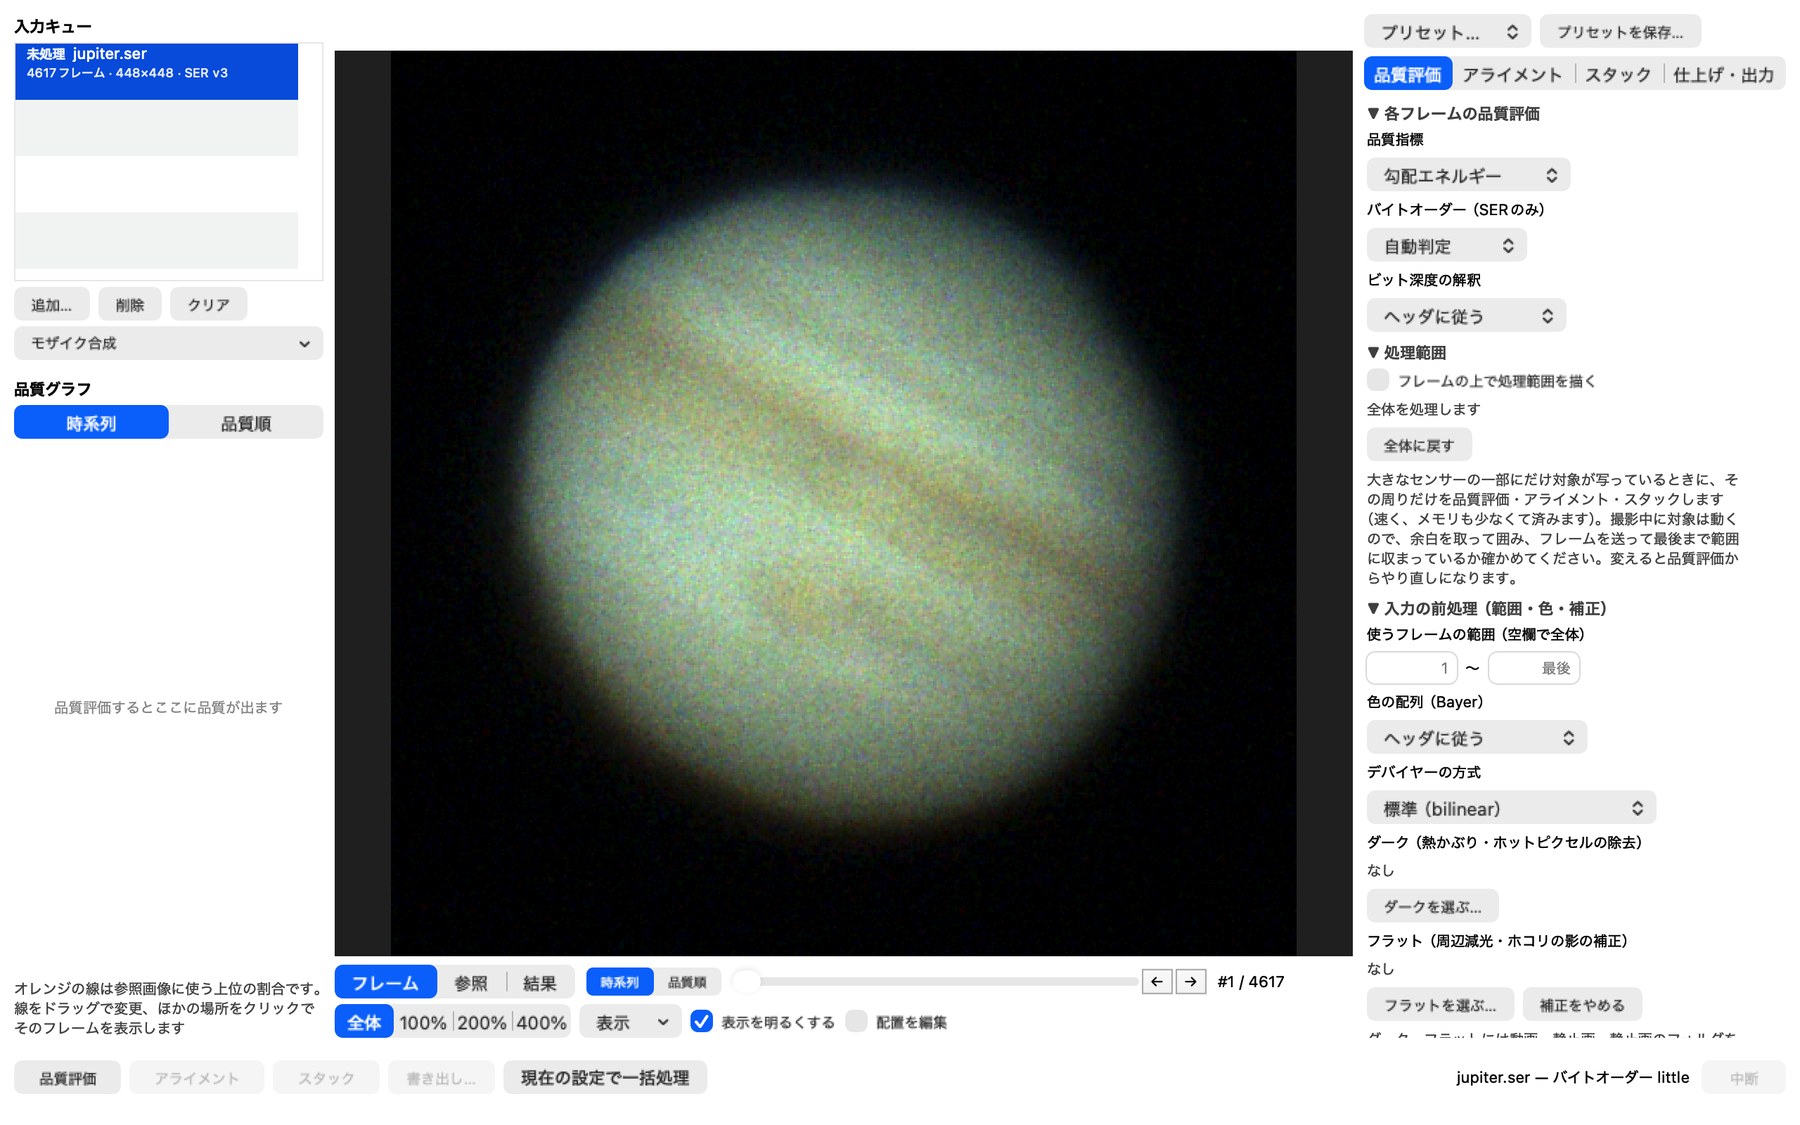 入力キュー
未処理 jupiter.ser
4617フレーム · 448×448 · SER v3
追加... 削除 クリア
モザイク合成
品質グラフ
時系列 品質順
品質評価するとここに品質が出ます
オレンジの線は参照画像に使う上位の割合です。
線をドラッグで変更、ほかの場所をクリックで
そのフレームを表示します
品質評価 アライメント スタック 書き出し... 現在の設定で一括処理
フレーム 参照 結果 時系列 品質順 ← → #1 / 4617
全体 100% 200% 400% 表示 表示を明るくする 配置を編集
プリセット... プリセットを保存...
品質評価 アライメント スタック 仕上げ・出力
▼ 各フレームの品質評価
品質指標
勾配エネルギー
バイトオーダー（SERのみ）
自動判定
ビット深度の解釈
ヘッダに従う
▼ 処理範囲
フレームの上で処理範囲を描く
全体を処理します
全体に戻す
大きなセンサーの一部にだけ対象が写っているときに、そ
の周りだけを品質評価・アライメント・スタックします
（速く、メモリも少なくて済みます）。撮影中に対象は動く
ので、余白を取って囲み、フレームを送って最後まで範囲
に収まっているか確かめてください。変えると品質評価か
らやり直しになります。
▼ 入力の前処理（範囲・色・補正）
使うフレームの範囲（空欄で全体）
1 〜 最後
色の配列（Bayer）
ヘッダに従う
デバイヤーの方式
標準（bilinear）
ダーク（熱かぶり・ホットピクセルの除去）
なし
ダークを選ぶ...
フラット（周辺減光・ホコリの影の補正）
なし
フラットを選ぶ... 補正をやめる
jupiter.ser — バイトオーダー little 中断